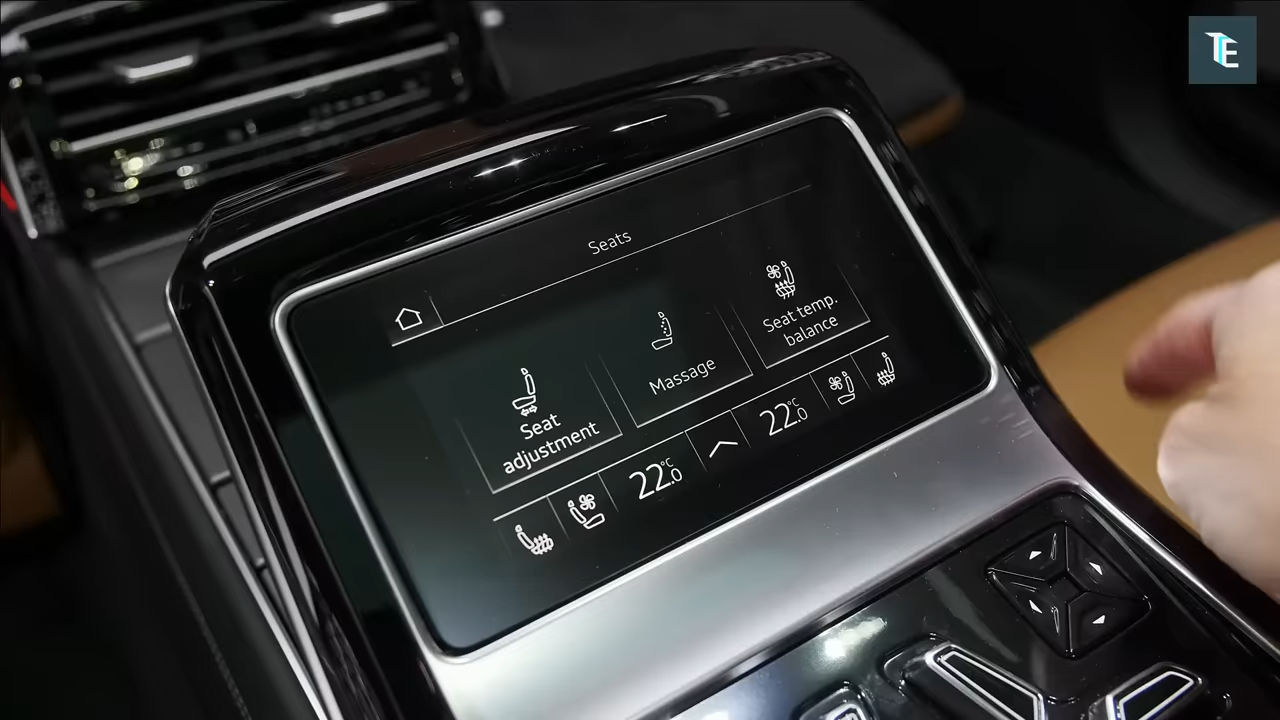 TE
Seats
Seat
adjustment
Massage
Seat temp.
balance
22.0 °C
22.0 °C